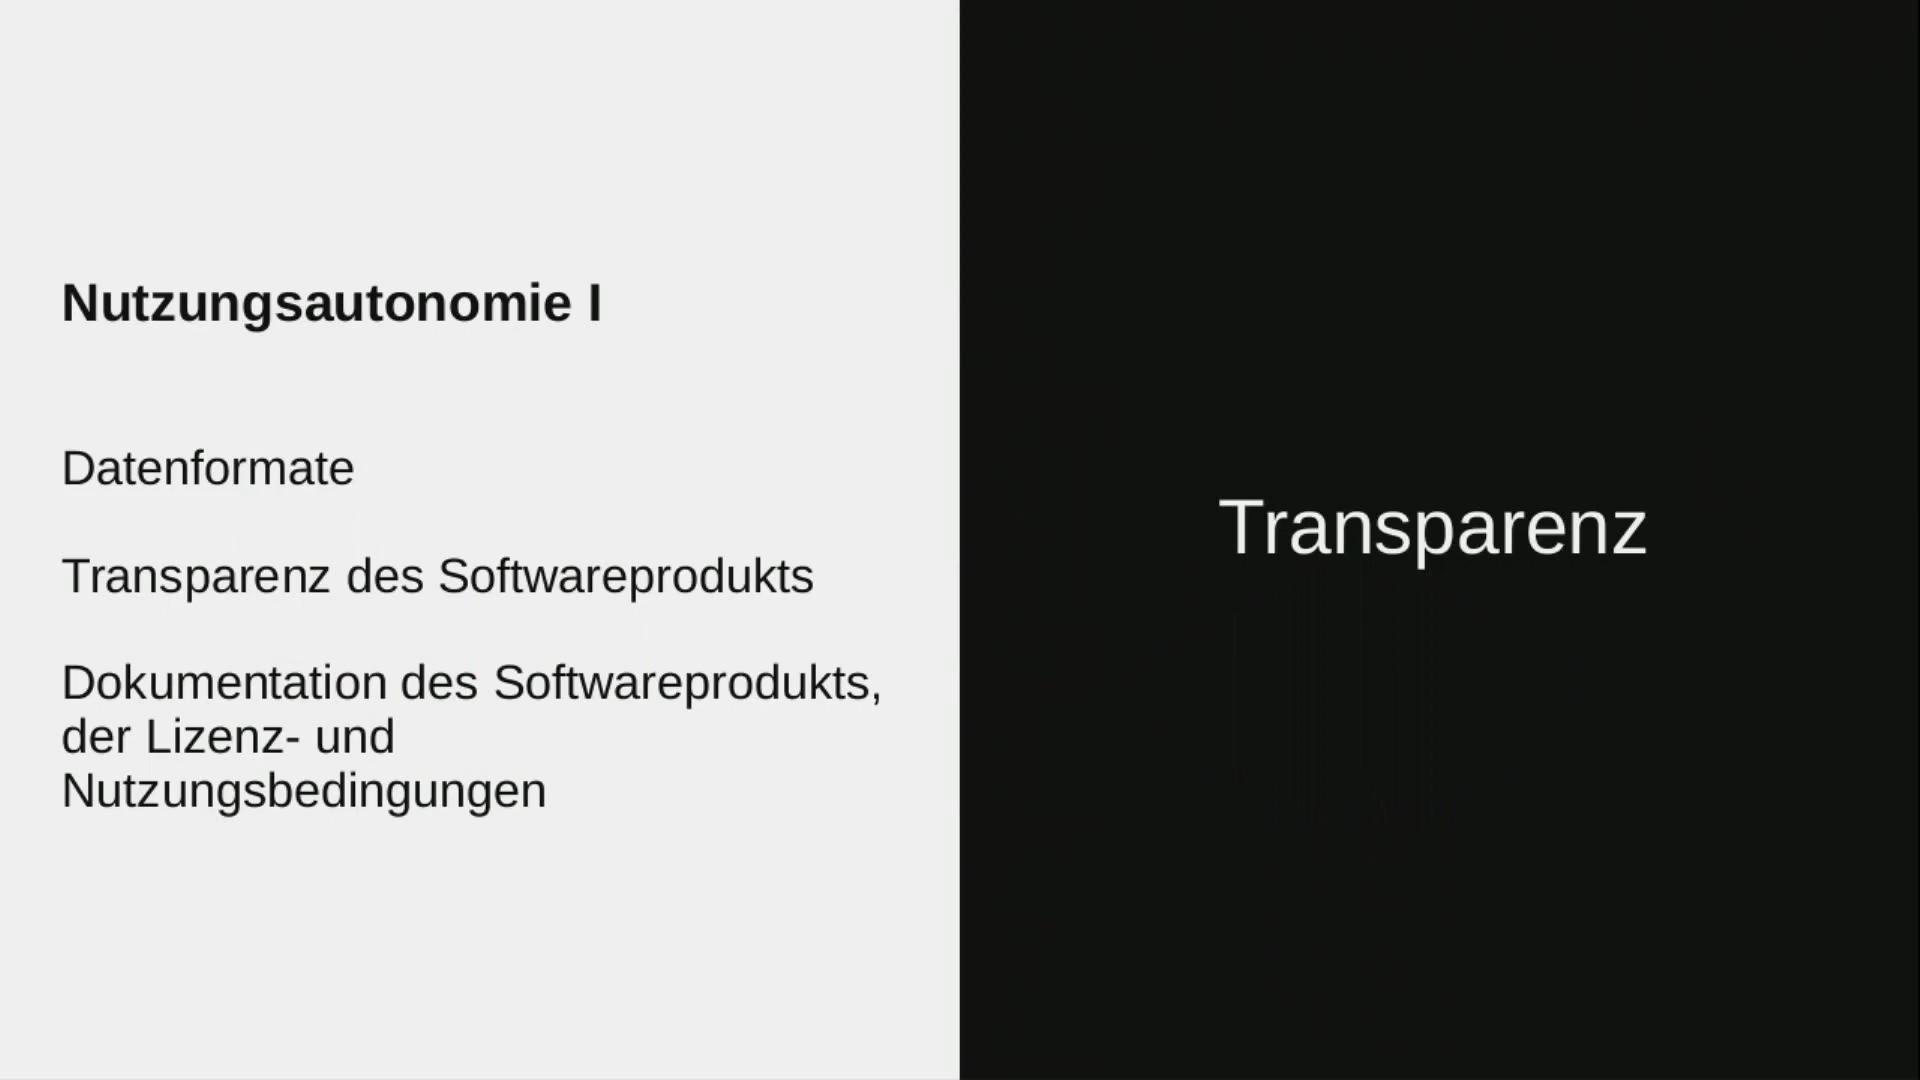 Nutzungsautonomie I
Datenformate
Transparenz des Softwareprodukts
Dokumentation des Softwareprodukts,
der Lizenz- und
Nutzungsbedingungen
Transparenz